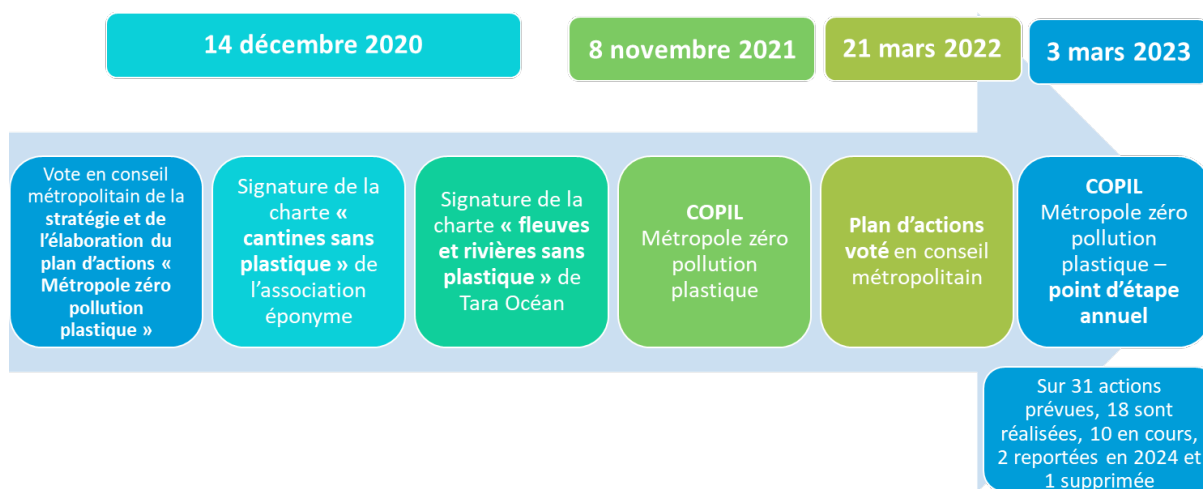 14 décembre 2020
8 novembre 2021
21 mars 2022
3 mars 2023
Vote en conseil
métropolitain de la
stratégie et de
l'élaboration du
plan d'actions «
Métropole zéro
pollution
plastique »
Signature de la
charte «
cantines sans
plastique » de
l'association
éponyme
Signature de la
charte « fleuves
et rivières sans
plastique » de
Tara Océan
COPIL
Métropole zéro
pollution
plastique
Plan d'actions
voté en conseil
métropolitain
COPIL
Métropole zéro
pollution
plastique –
point d'étape
annuel
Sur 31 actions
prévues, 18 sont
réalisées, 10 en cours,
2 reportées en 2024 et
1 supprimée